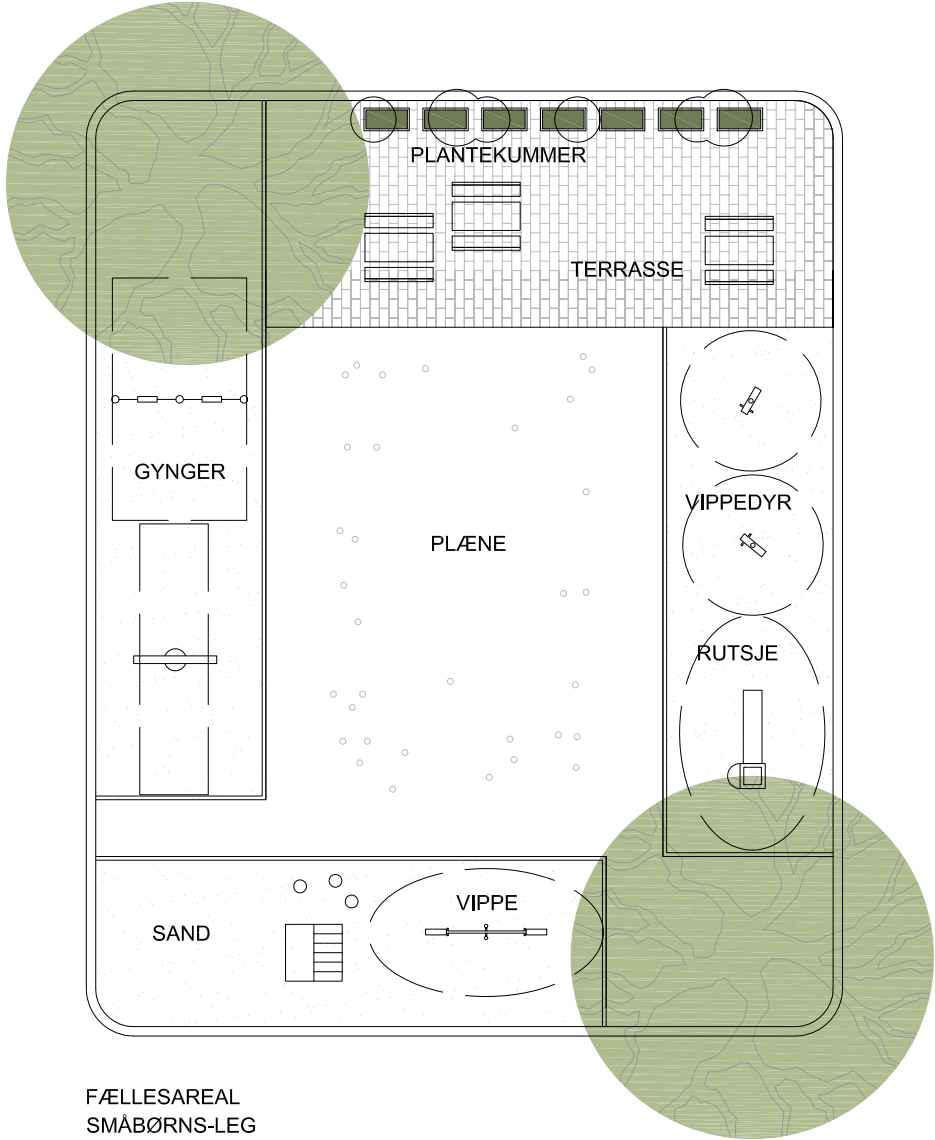 PLANTEKUMMER
TERRASSE
GYNGER
VIPPEDYR
PLÆNE
RUTSJE
VIPPE
SAND
FÆLLESAREAL
SMÅBØRNS-LEG